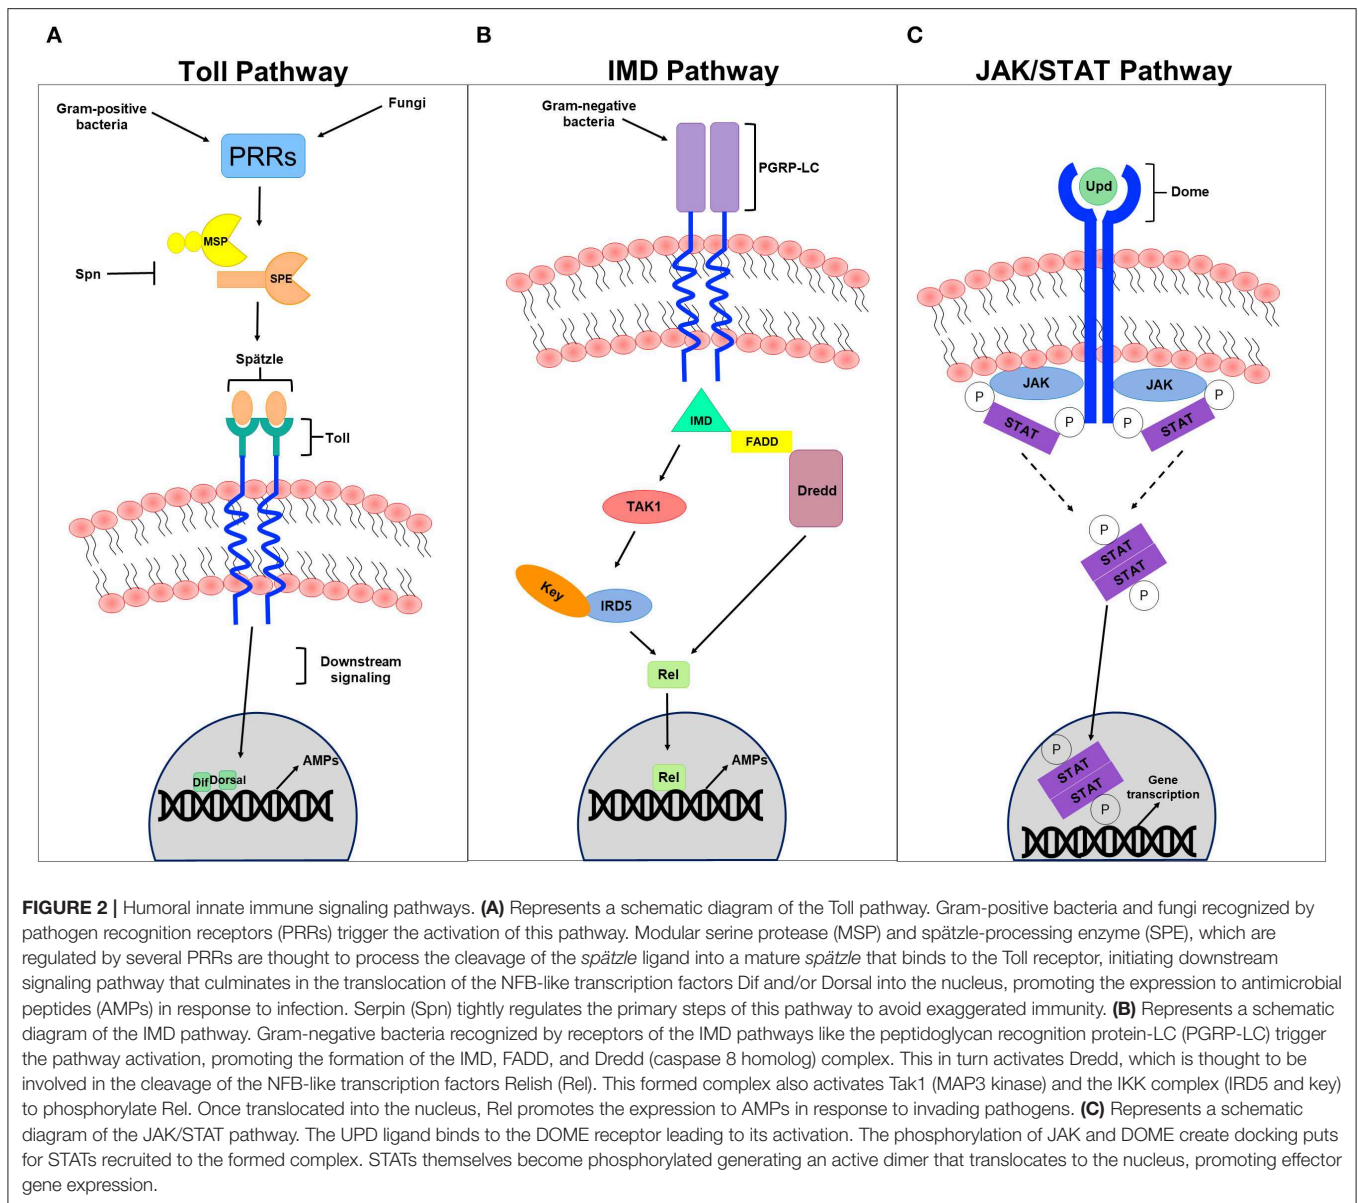 A
Toll Pathway
Gram-positive
bacteria
Fungi
PRRs
MSP
Spn
SPE
Spätzle
Toll
Downstream
signaling
Dif
Dorsal
AMPs
B
IMD Pathway
Gram-negative
bacteria
PGRP-LC
IMD
FADD
Dredd
TAK1
Key
IRD5
Rel
Rel
AMPs
C
JAK/STAT Pathway
Upd
Dome
JAK
JAK
P
P
P
P
STAT
STAT
P
STAT
STAT
P
P
STAT
STAT
P
Gene
transcription
FIGURE 2 | Humoral innate immune signaling pathways. (A) Represents a schematic diagram of the Toll pathway. Gram-positive bacteria and fungi recognized by
pathogen recognition receptors (PRRs) trigger the activation of this pathway. Modular serine protease (MSP) and spätzle-processing enzyme (SPE), which are
regulated by several PRRs are thought to process the cleavage of the spätzle ligand into a mature spätzle that binds to the Toll receptor, initiating downstream
signaling pathway that culminates in the translocation of the NFB-like transcription factors Dif and/or Dorsal into the nucleus, promoting the expression to antimicrobial
peptides (AMPs) in response to infection. Serpin (Spn) tightly regulates the primary steps of this pathway to avoid exaggerated immunity. (B) Represents a schematic
diagram of the IMD pathway. Gram-negative bacteria recognized by receptors of the IMD pathways like the peptidoglycan recognition protein-LC (PGRP-LC) trigger
the pathway activation, promoting the formation of the IMD, FADD, and Dredd (caspase 8 homolog) complex. This in turn activates Dredd, which is thought to be
involved in the cleavage of the NFB-like transcription factors Relish (Rel). This formed complex also activates Tak1 (MAP3 kinase) and the IKK complex (IRD5 and key)
to phosphorylate Rel. Once translocated into the nucleus, Rel promotes the expression to AMPs in response to invading pathogens. (C) Represents a schematic
diagram of the JAK/STAT pathway. The UPD ligand binds to the DOME receptor leading to its activation. The phosphorylation of JAK and DOME create docking puts
for STATs recruited to the formed complex. STATs themselves become phosphorylated generating an active dimer that translocates to the nucleus, promoting effector
gene expression.